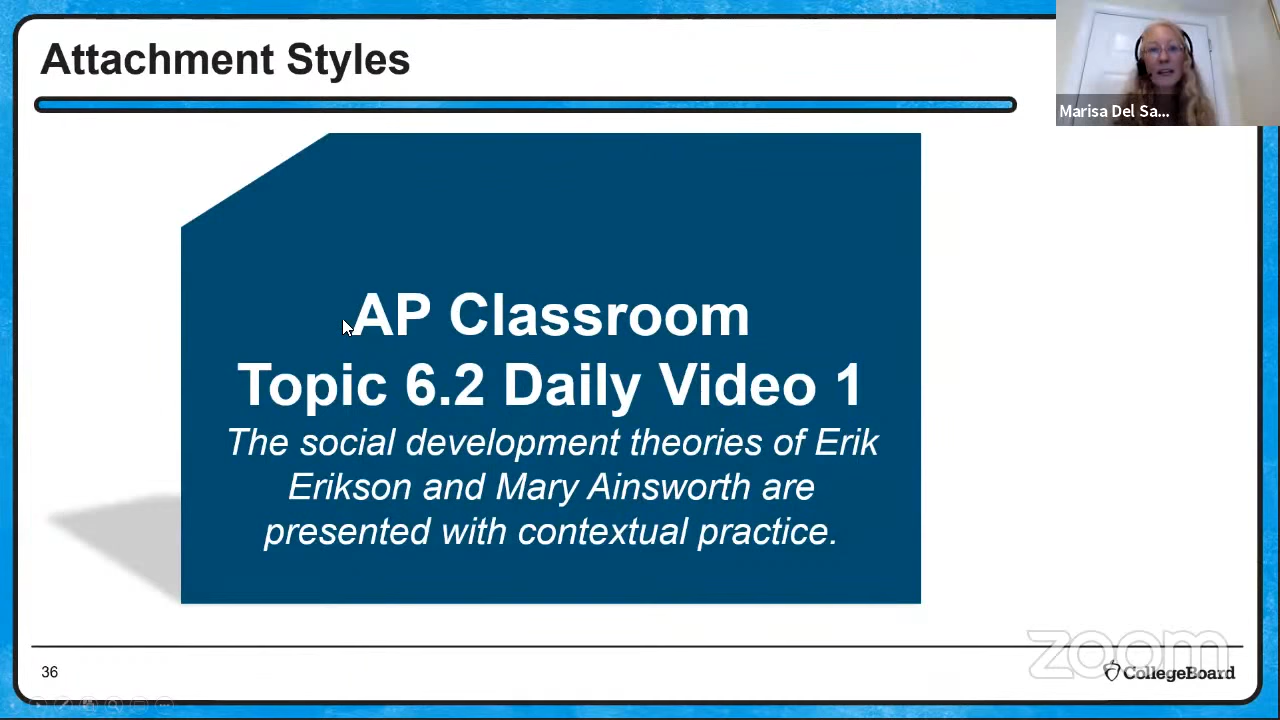 Attachment Styles
Marisa Del Sa...
AP Classroom
Topic 6.2 Daily Video 1
The social development theories of Erik
Erikson and Mary Ainsworth are
presented with contextual practice.
zoom
36
CollegeBoard